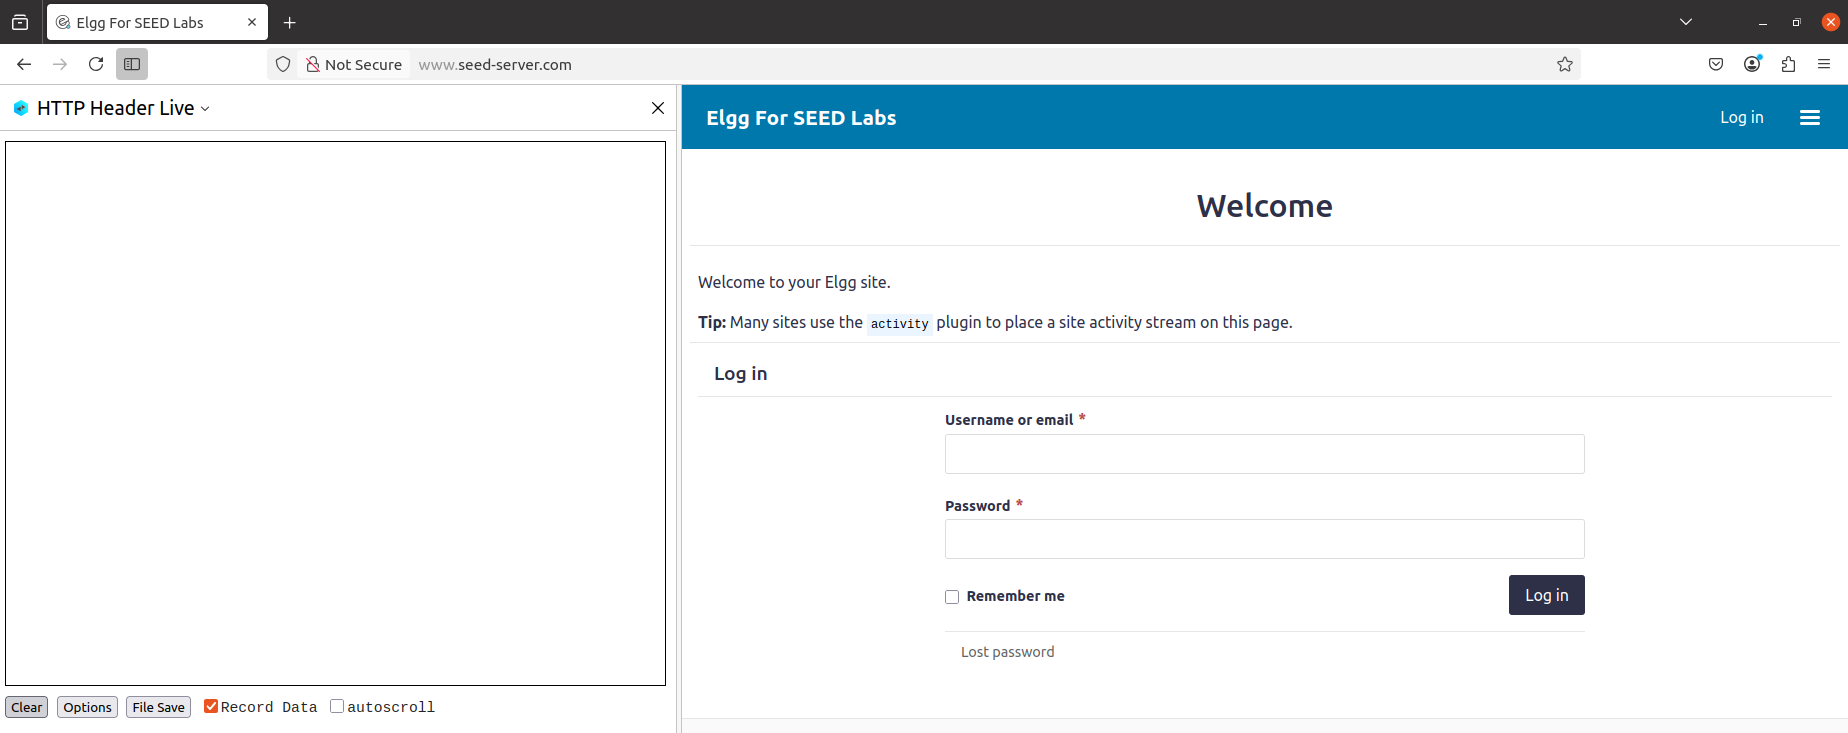 Elgg For SEED Labs
Not Secure www.seed-server.com
HTTP Header Live
Clear Options File Save Record Data autoscroll
Elgg For SEED Labs Log in
Welcome
Welcome to your Elgg site.
Tip: Many sites use the activity plugin to place a site activity stream on this page.
Log in
Username or email *
Password *
Remember me Log in
Lost password